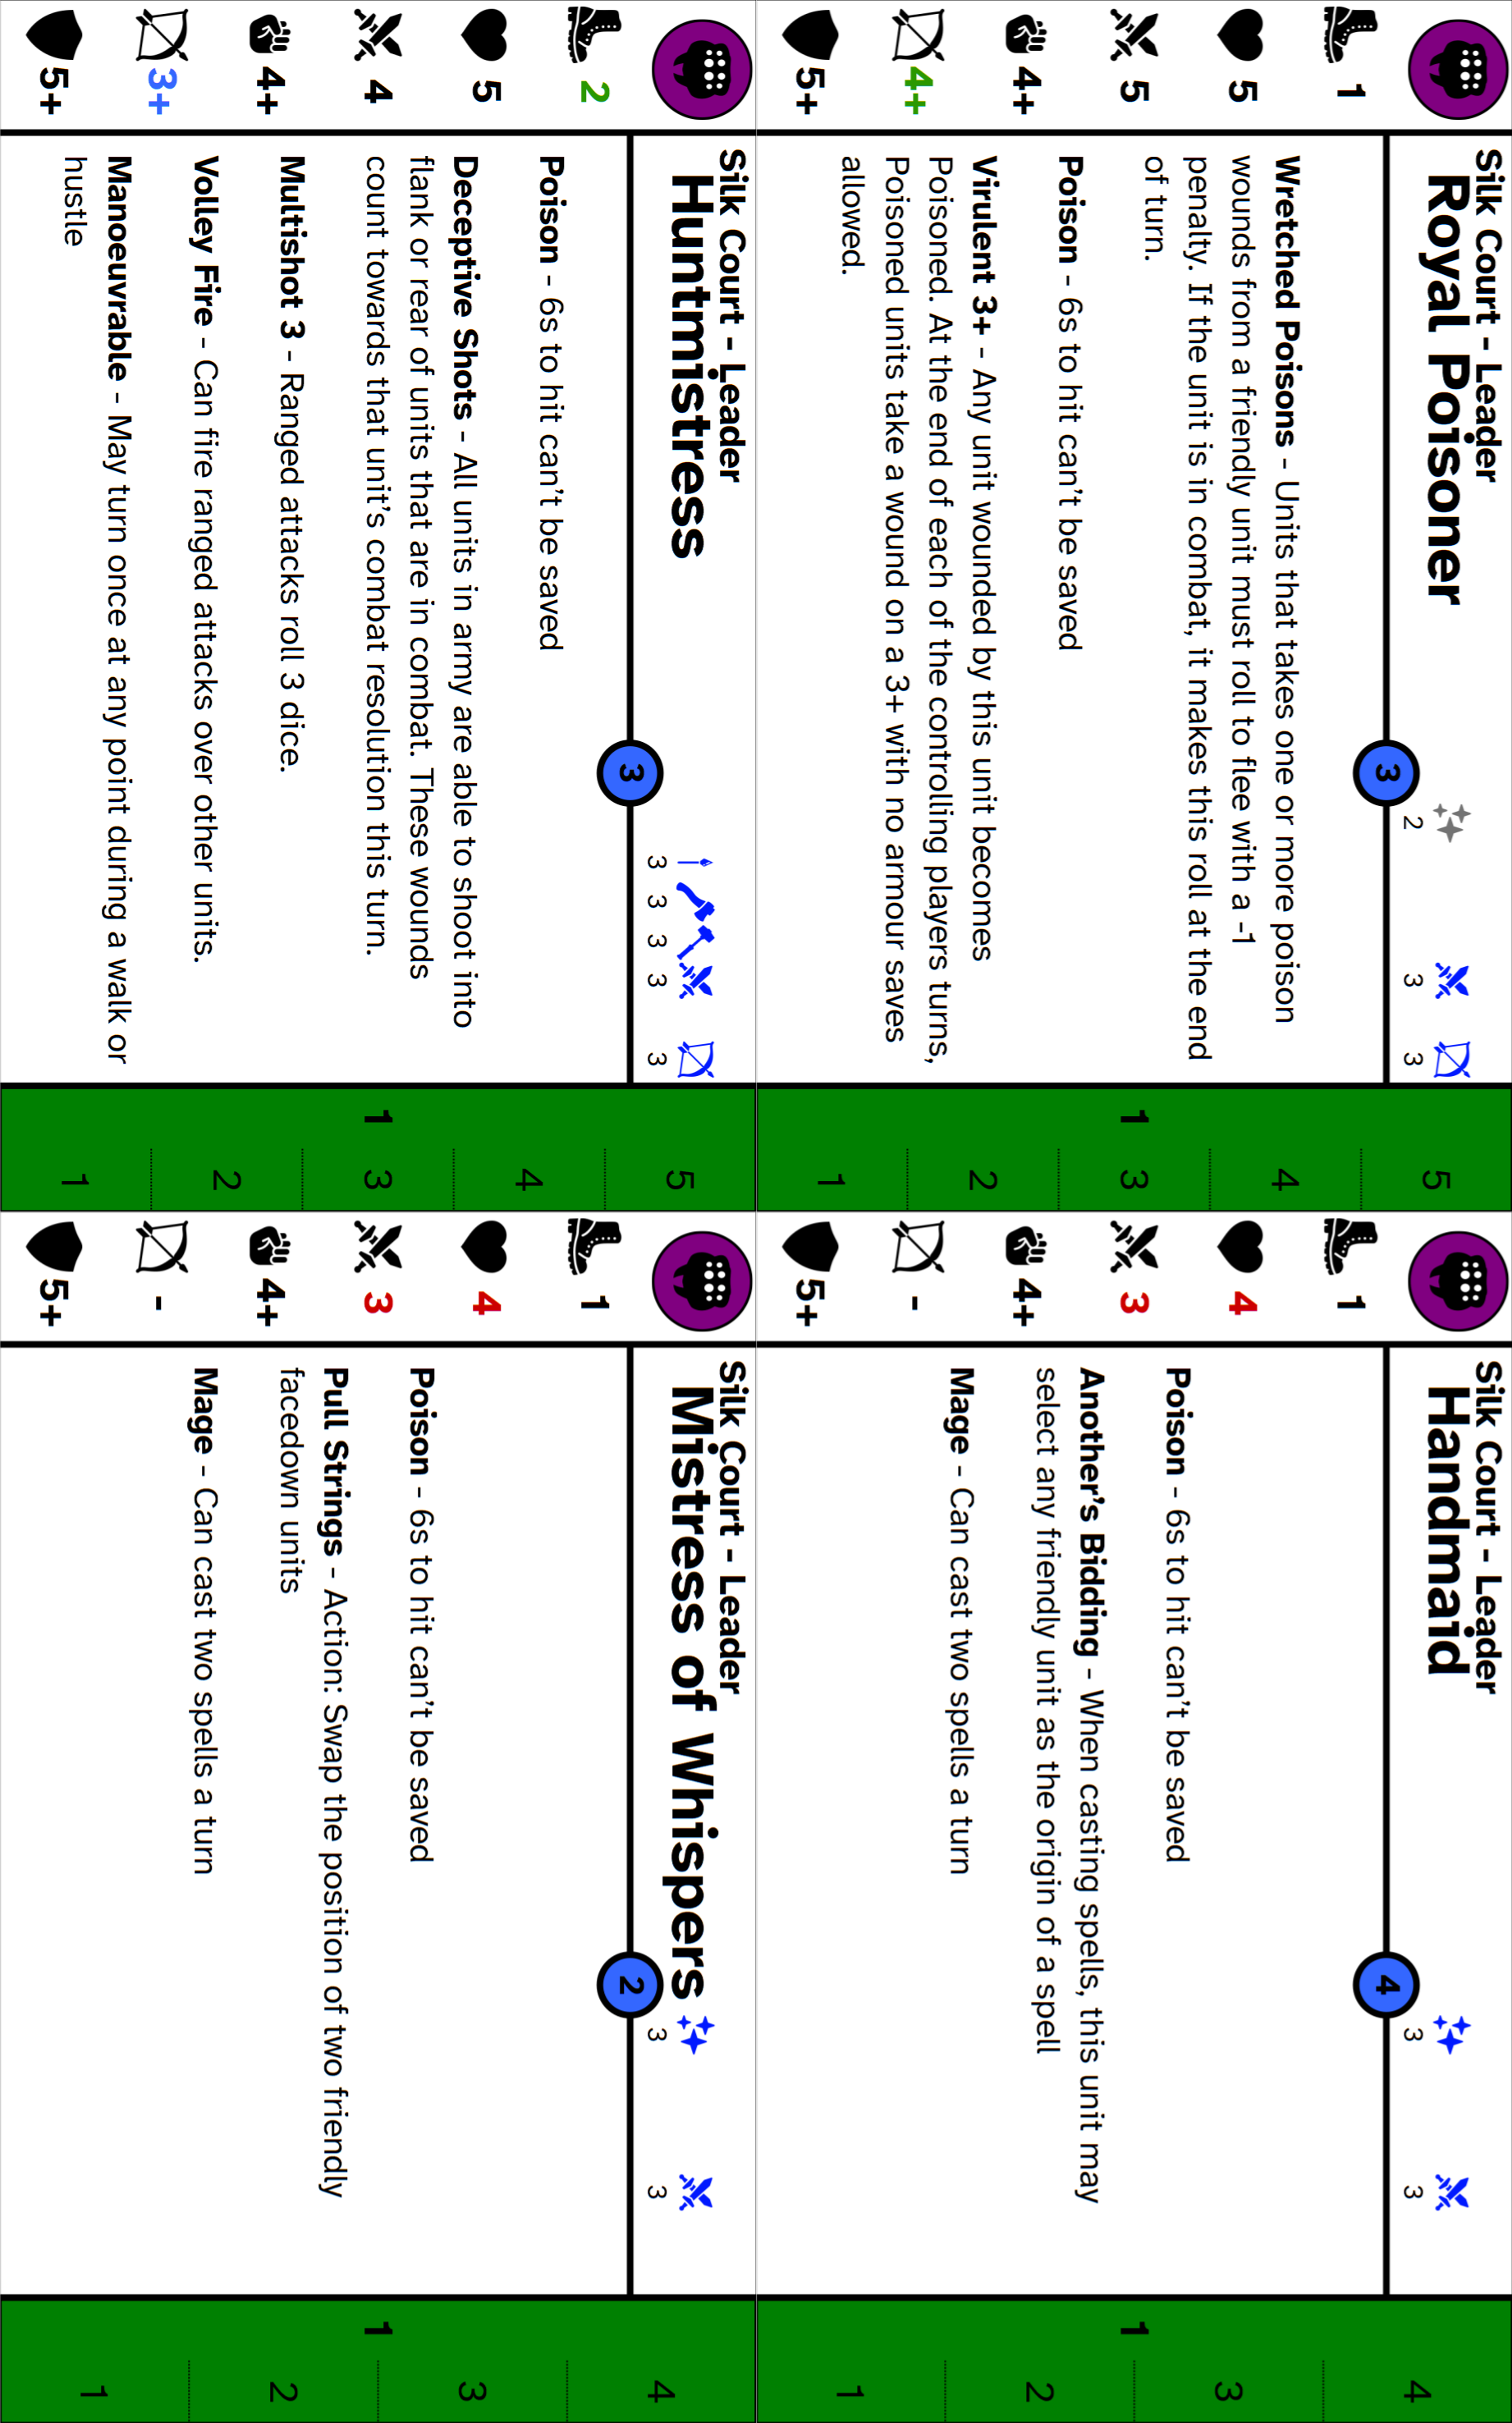 Silk Court - Leader
Royal Poisoner
2
3
3
3
1
5
5
4+
4+
5+
Wretched Poisons - Units that takes one or more poison
wounds from a friendly unit must roll to flee with a -1
penalty. If the unit is in combat, it makes this roll at the end
of turn.
Poison - 6s to hit can't be saved
Virulent 3+ - Any unit wounded by this unit becomes
Poisoned. At the end of each of the controlling players turns,
Poisoned units take a wound on a 3+ with no armour saves
allowed.
1
5
4
3
2
1
Silk Court - Leader
Handmaid
3
3
4
1
4
3
4+
-
5+
Poison - 6s to hit can't be saved
Another's Bidding - When casting spells, this unit may
select any friendly unit as the origin of a spell
Mage - Can cast two spells a turn
1
4
3
2
1
Silk Court - Leader
Huntmistress
3
3
3
3
3
3
2
5
4
4+
3+
5+
Poison - 6s to hit can't be saved
Deceptive Shots - All units in army are able to shoot into
flank or rear of units that are in combat. These wounds
count towards that unit's combat resolution this turn.
Multishot 3 - Ranged attacks roll 3 dice.
Volley Fire - Can fire ranged attacks over other units.
Manoeuvrable - May turn once at any point during a walk or
hustle
1
5
4
3
2
1
Silk Court - Leader
Mistress of Whispers
3
3
2
1
4
3
4+
-
5+
Poison - 6s to hit can't be saved
Pull Strings - Action: Swap the position of two friendly
facedown units
Mage - Can cast two spells a turn
1
4
3
2
1